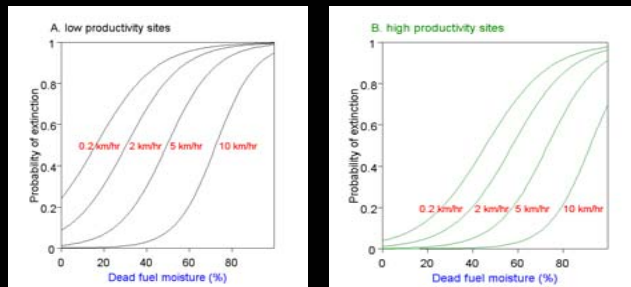 A. low productivity sites
Probability of extinction
1
0.8
0.6
0.4
0.2
0
0.2 km/hr 2 km/hr 5 km/hr 10 km/hr
0 20 40 60 80
Dead fuel moisture (%)
B. high productivity sites
Probability of extinction
1
0.8
0.6
0.4
0.2
0
0.2 km/hr 2 km/hr 5 km/hr 10 km/hr
0 20 40 60 80
Dead fuel moisture (%)